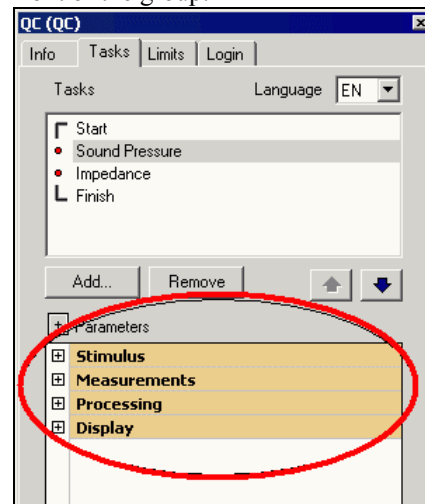 QC (QC)
Info Tasks Limits Login
Tasks Language EN
Start
Sound Pressure
Impedance
Finish
Add... Remove
Parameters
Stimulus
Measurements
Processing
Display